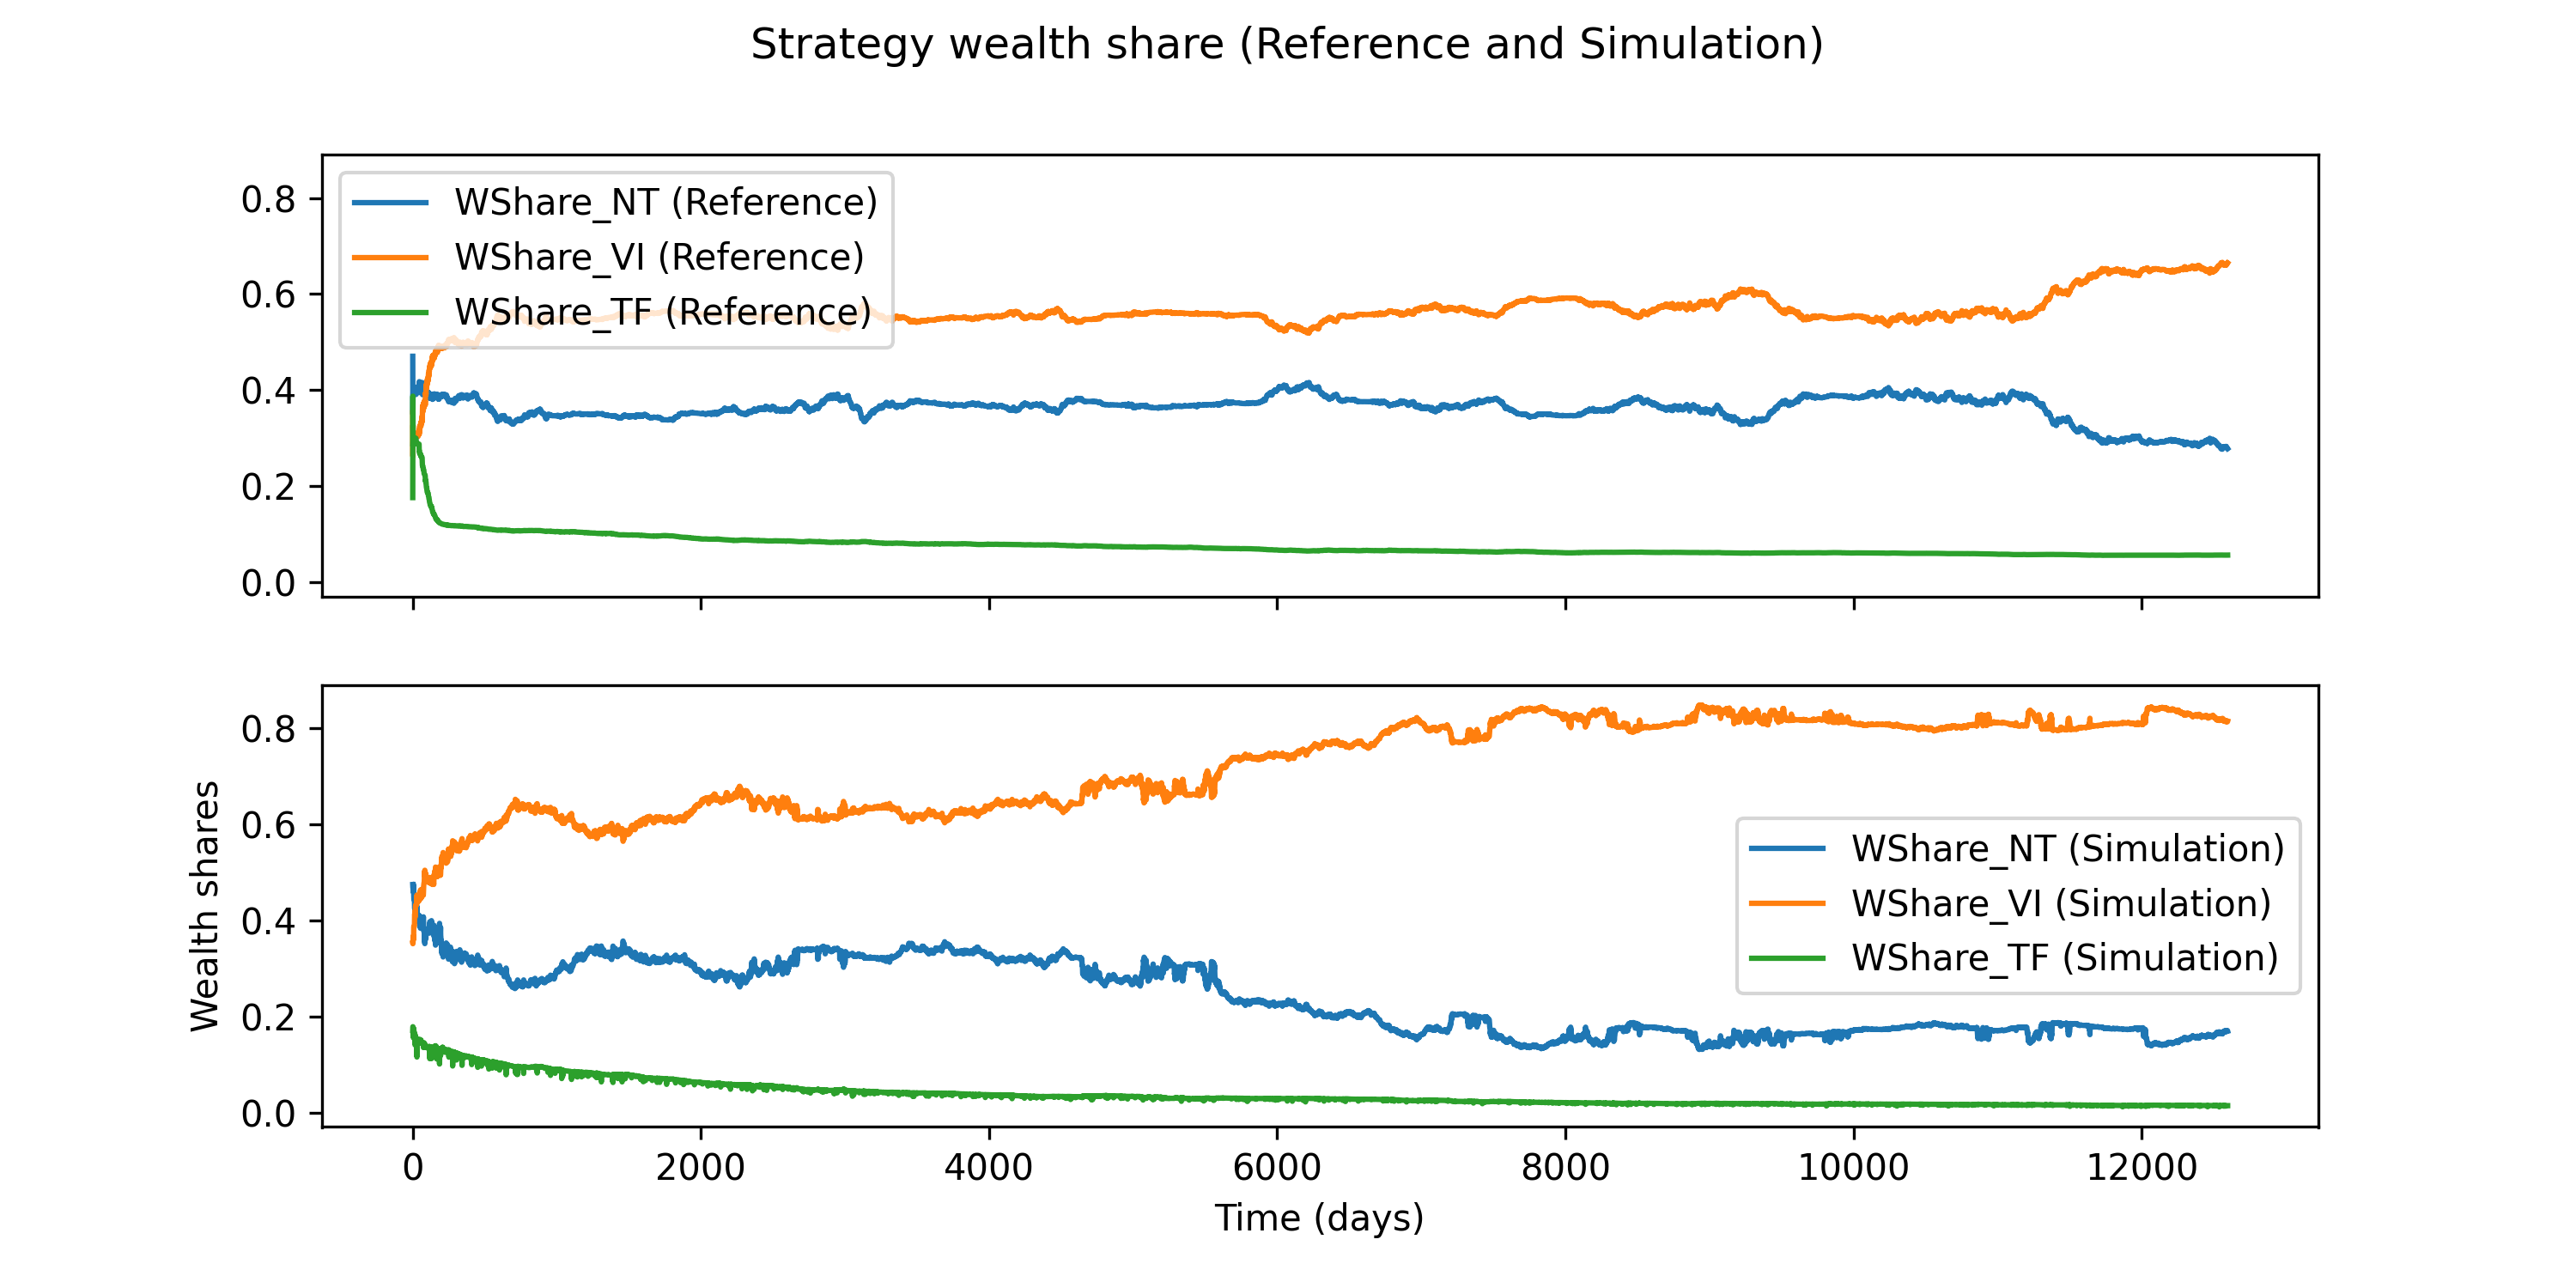 Strategy wealth share (Reference and Simulation)
0.8
0.6
0.4
0.2
0.0
WShare_NT (Reference)
WShare_VI (Reference)
WShare_TF (Reference)
Wealth shares
0.8
0.6
0.4
0.2
0.0
WShare_NT (Simulation)
WShare_VI (Simulation)
WShare_TF (Simulation)
0 2000 4000 6000 8000 10000 12000
Time (days)